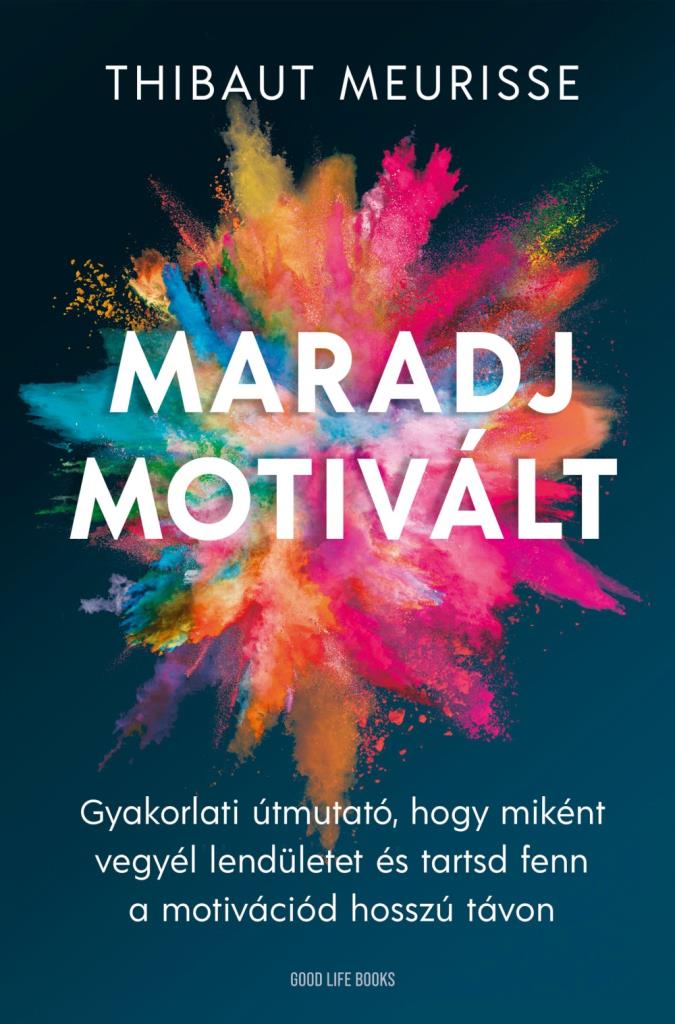 THIBAUT MEURISSE
MARADJ
MOTIVÁLT
Gyakorlati útmutató, hogy miként
vegyél lendületet és tartsd fenn
a motivációd hosszú távon
GOOD LIFE BOOKS